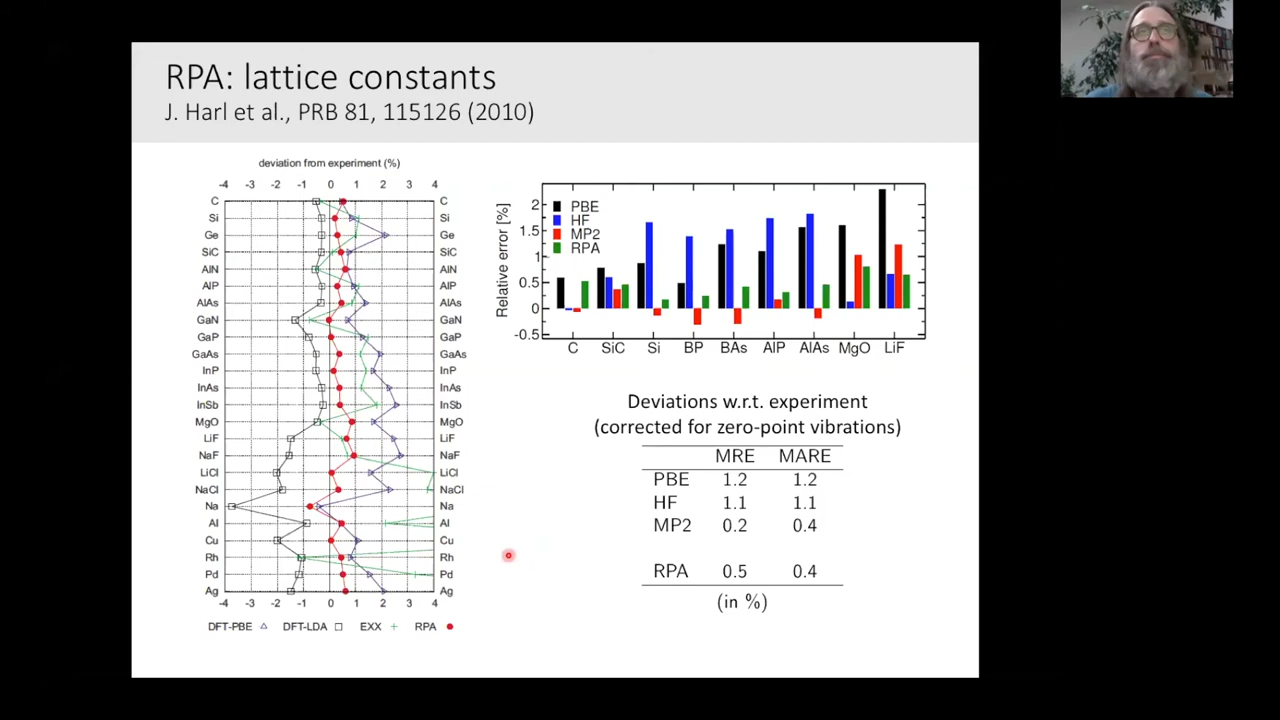 RPA: lattice constants
J. Harl et al., PRB 81, 115126 (2010)
deviation from experiment (%)
-4 -3 -2 -1 0 1 2 3 4
C C
Si Si
Ge Ge
SiC SiC
AlN AlN
AlP AlP
AlAs AlAs
GaN GaN
GaP GaP
GaAs GaAs
InP InP
InAs InAs
InSb InSb
MgO MgO
LiF LiF
NaF NaF
LiCl LiCl
NaCl NaCl
Na Na
Al Al
Cu Cu
Rh Rh
Pd Pd
Ag Ag
-4 -3 -2 -1 0 1 2 3 4
DFT-PBE DFT-LDA EXX RPA
Relative error [%]
2
1.5
1
0.5
0
-0.5
PBE
HF
MP2
RPA
C SiC Si BP BAs AlP AlAs MgO LiF
Deviations w.r.t. experiment
(corrected for zero-point vibrations)
MRE MARE
PBE 1.2 1.2
HF 1.1 1.1
MP2 0.2 0.4
RPA 0.5 0.4
(in %)